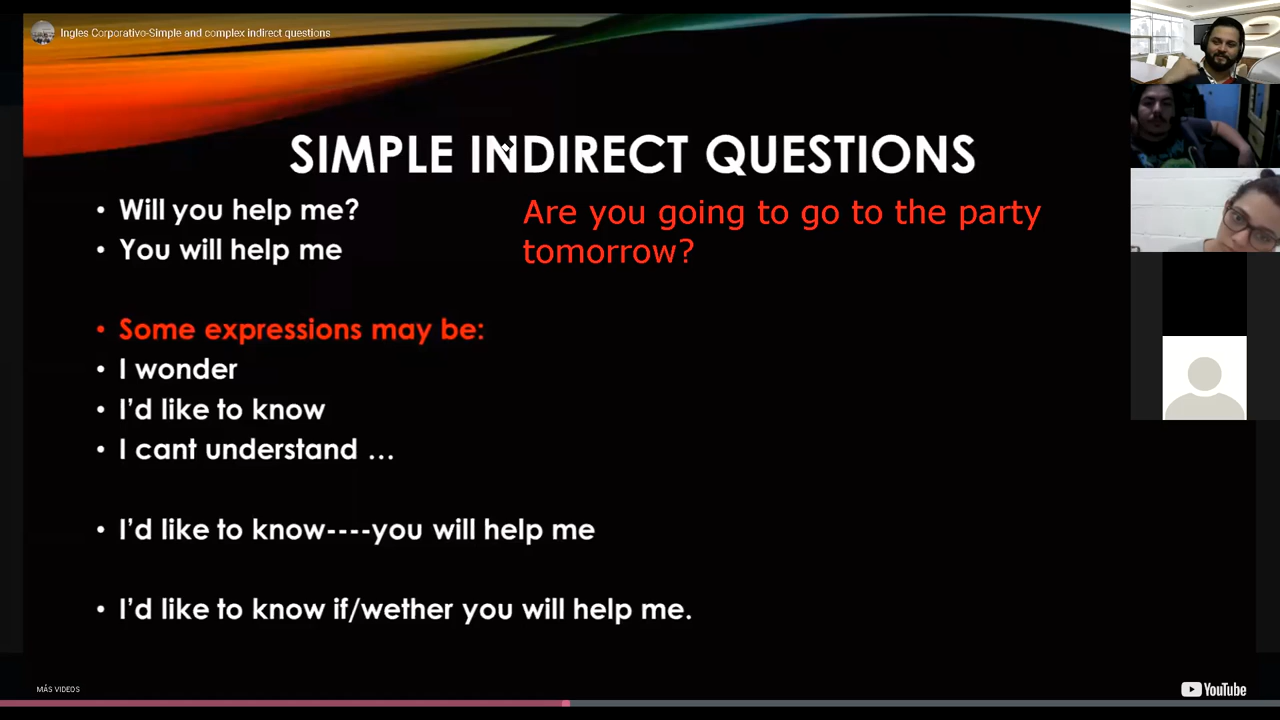 Ingles Corporativo-Simple and complex indirect questions
SIMPLE INDIRECT QUESTIONS
• Will you help me?
• You will help me
Are you going to go to the party
tomorrow?
• Some expressions may be:
• I wonder
• I'd like to know
• I cant understand …
• I'd like to know----you will help me
• I'd like to know if/wether you will help me.
MÁS VIDEOS
YouTube